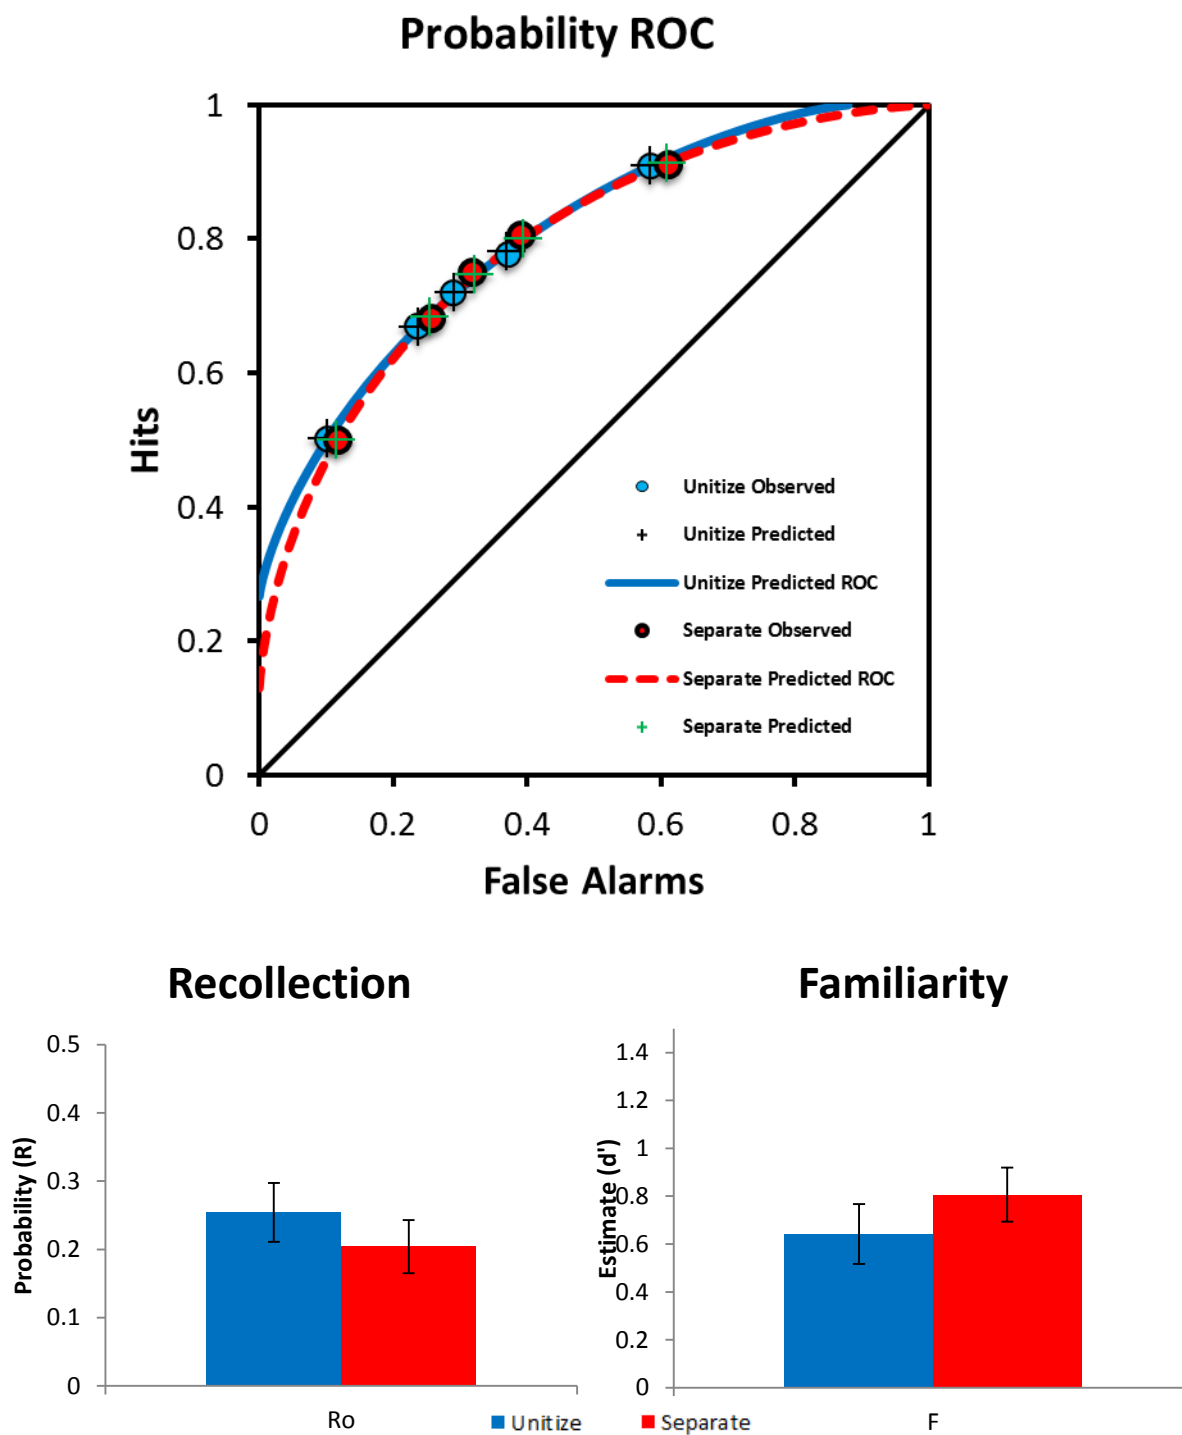 Probability ROC
1
0.8
0.6
0.4
0.2
0
Hits
0 0.2 0.4 0.6 0.8 1
False Alarms
Unitize Observed
Unitize Predicted
Unitize Predicted ROC
Separate Observed
Separate Predicted ROC
Separate Predicted
Recollection
0.5
0.4
0.3
0.2
0.1
0
Probability (R)
Ro
Familiarity
1.4
1.2
1
0.8
0.6
0.4
0.2
0
Estimate (d')
F
Unitize Separate